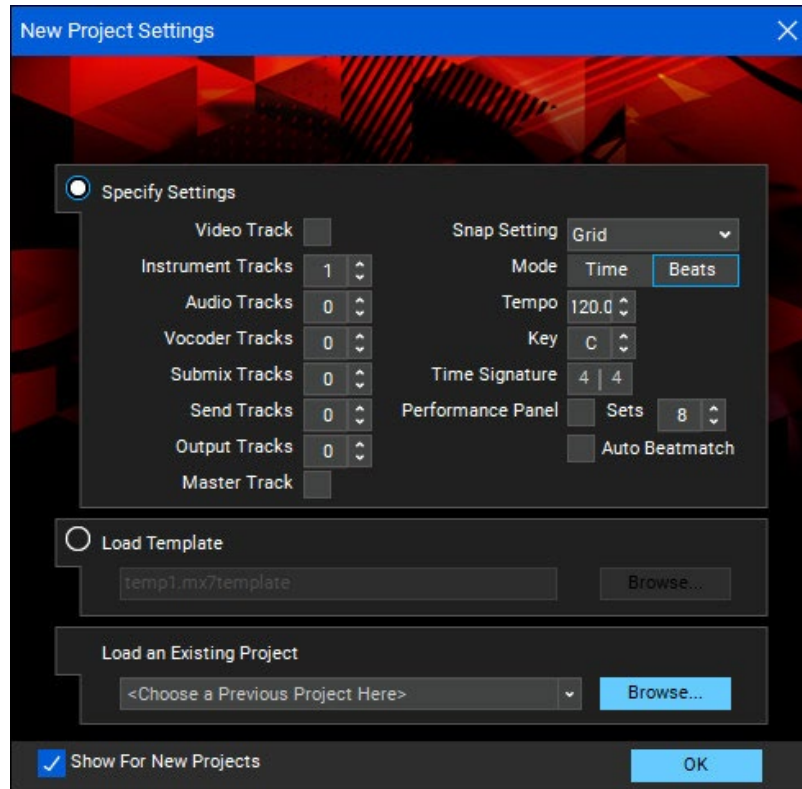 New Project Settings
Specify Settings
Video Track
Instrument Tracks 1
Audio Tracks 0
Vocoder Tracks 0
Submix Tracks 0
Send Tracks 0
Output Tracks 0
Master Track
Snap Setting Grid
Mode Time Beats
Tempo 120.0
Key C
Time Signature 4 | 4
Performance Panel Sets 8
Auto Beatmatch
Load Template
temp1.mx7template Browse...
Load an Existing Project
<Choose a Previous Project Here> Browse...
Show For New Projects OK